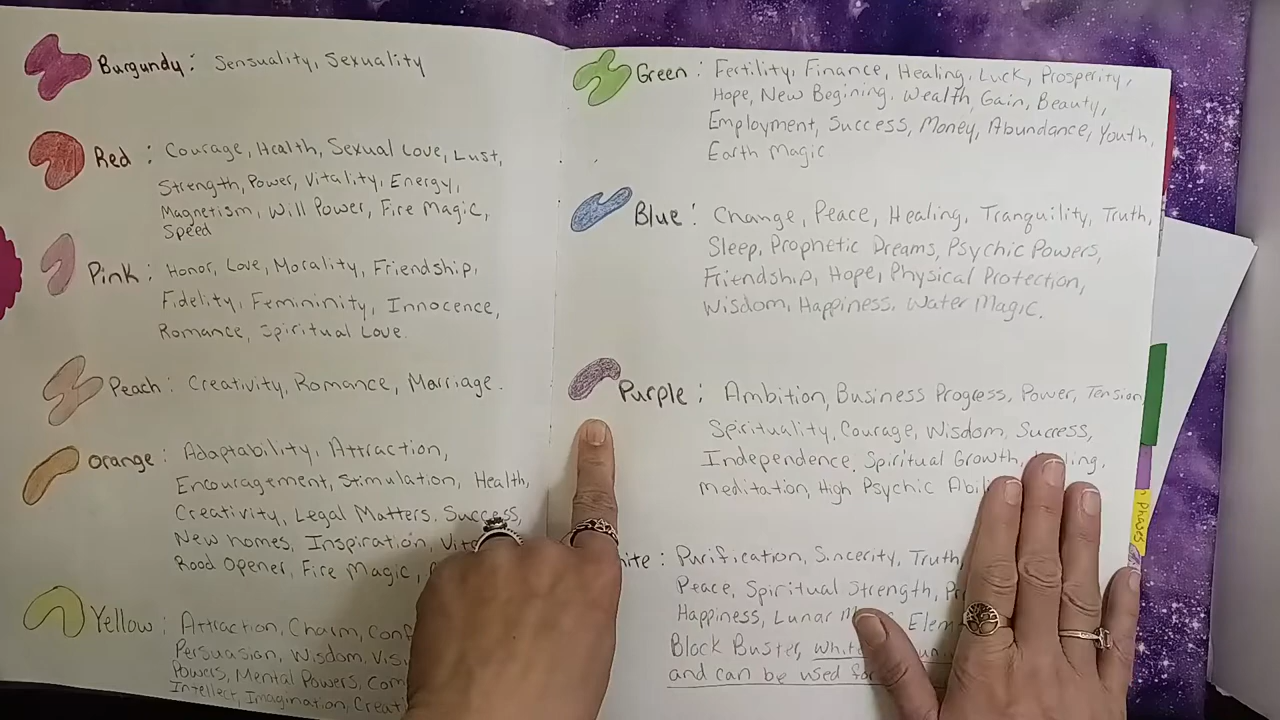 Burgundy: Sensuality, Sexuality
Red: Courage, Health, Sexual Love, Lust,
Strength, Power, Vitality, Energy,
Magnetism, Will Power, Fire Magic,
Speed
Pink: Honor, Love, Morality, Friendship,
Fidelity, Femininity, Innocence,
Romance, Spiritual Love.
Peach: Creativity, Romance, Marriage.
Orange: Adaptability, Attraction,
Encouragement, Stimulation, Health,
Creativity, Legal Matters. Success,
New homes, Inspiration,
Road Opener, Fire Magic,
Yellow: Attraction, Charm,
Persuasian, Wisdom,
Powers, Mental Powers,
Intellect, Imagination,
Green: Fertility, Finance, Healing, Luck, Prosperity,
Hope, New Begining. Wealth, Gain, Beauty,
Employment, Success, Money, Abundance, Youth,
Earth Magic
Blue: Change, Peace, Healing, Tranquility, Truth,
Sleep, Prophetic Dreams, Psychic Powers,
Friendship, Hope, Physical Protection,
Wisdom, Happiness, Water Magic.
Purple: Ambition, Business Progress, Power, Tension
Spirituality, Courage, Wisdom, Success,
Independence, Spiritual Growth,
Meditation, High Psychic
: Purification, Sincerity, Truth,
Peace, Spiritual Strength,
Happiness, Lunar
Block Buster,
and can be used
Phases